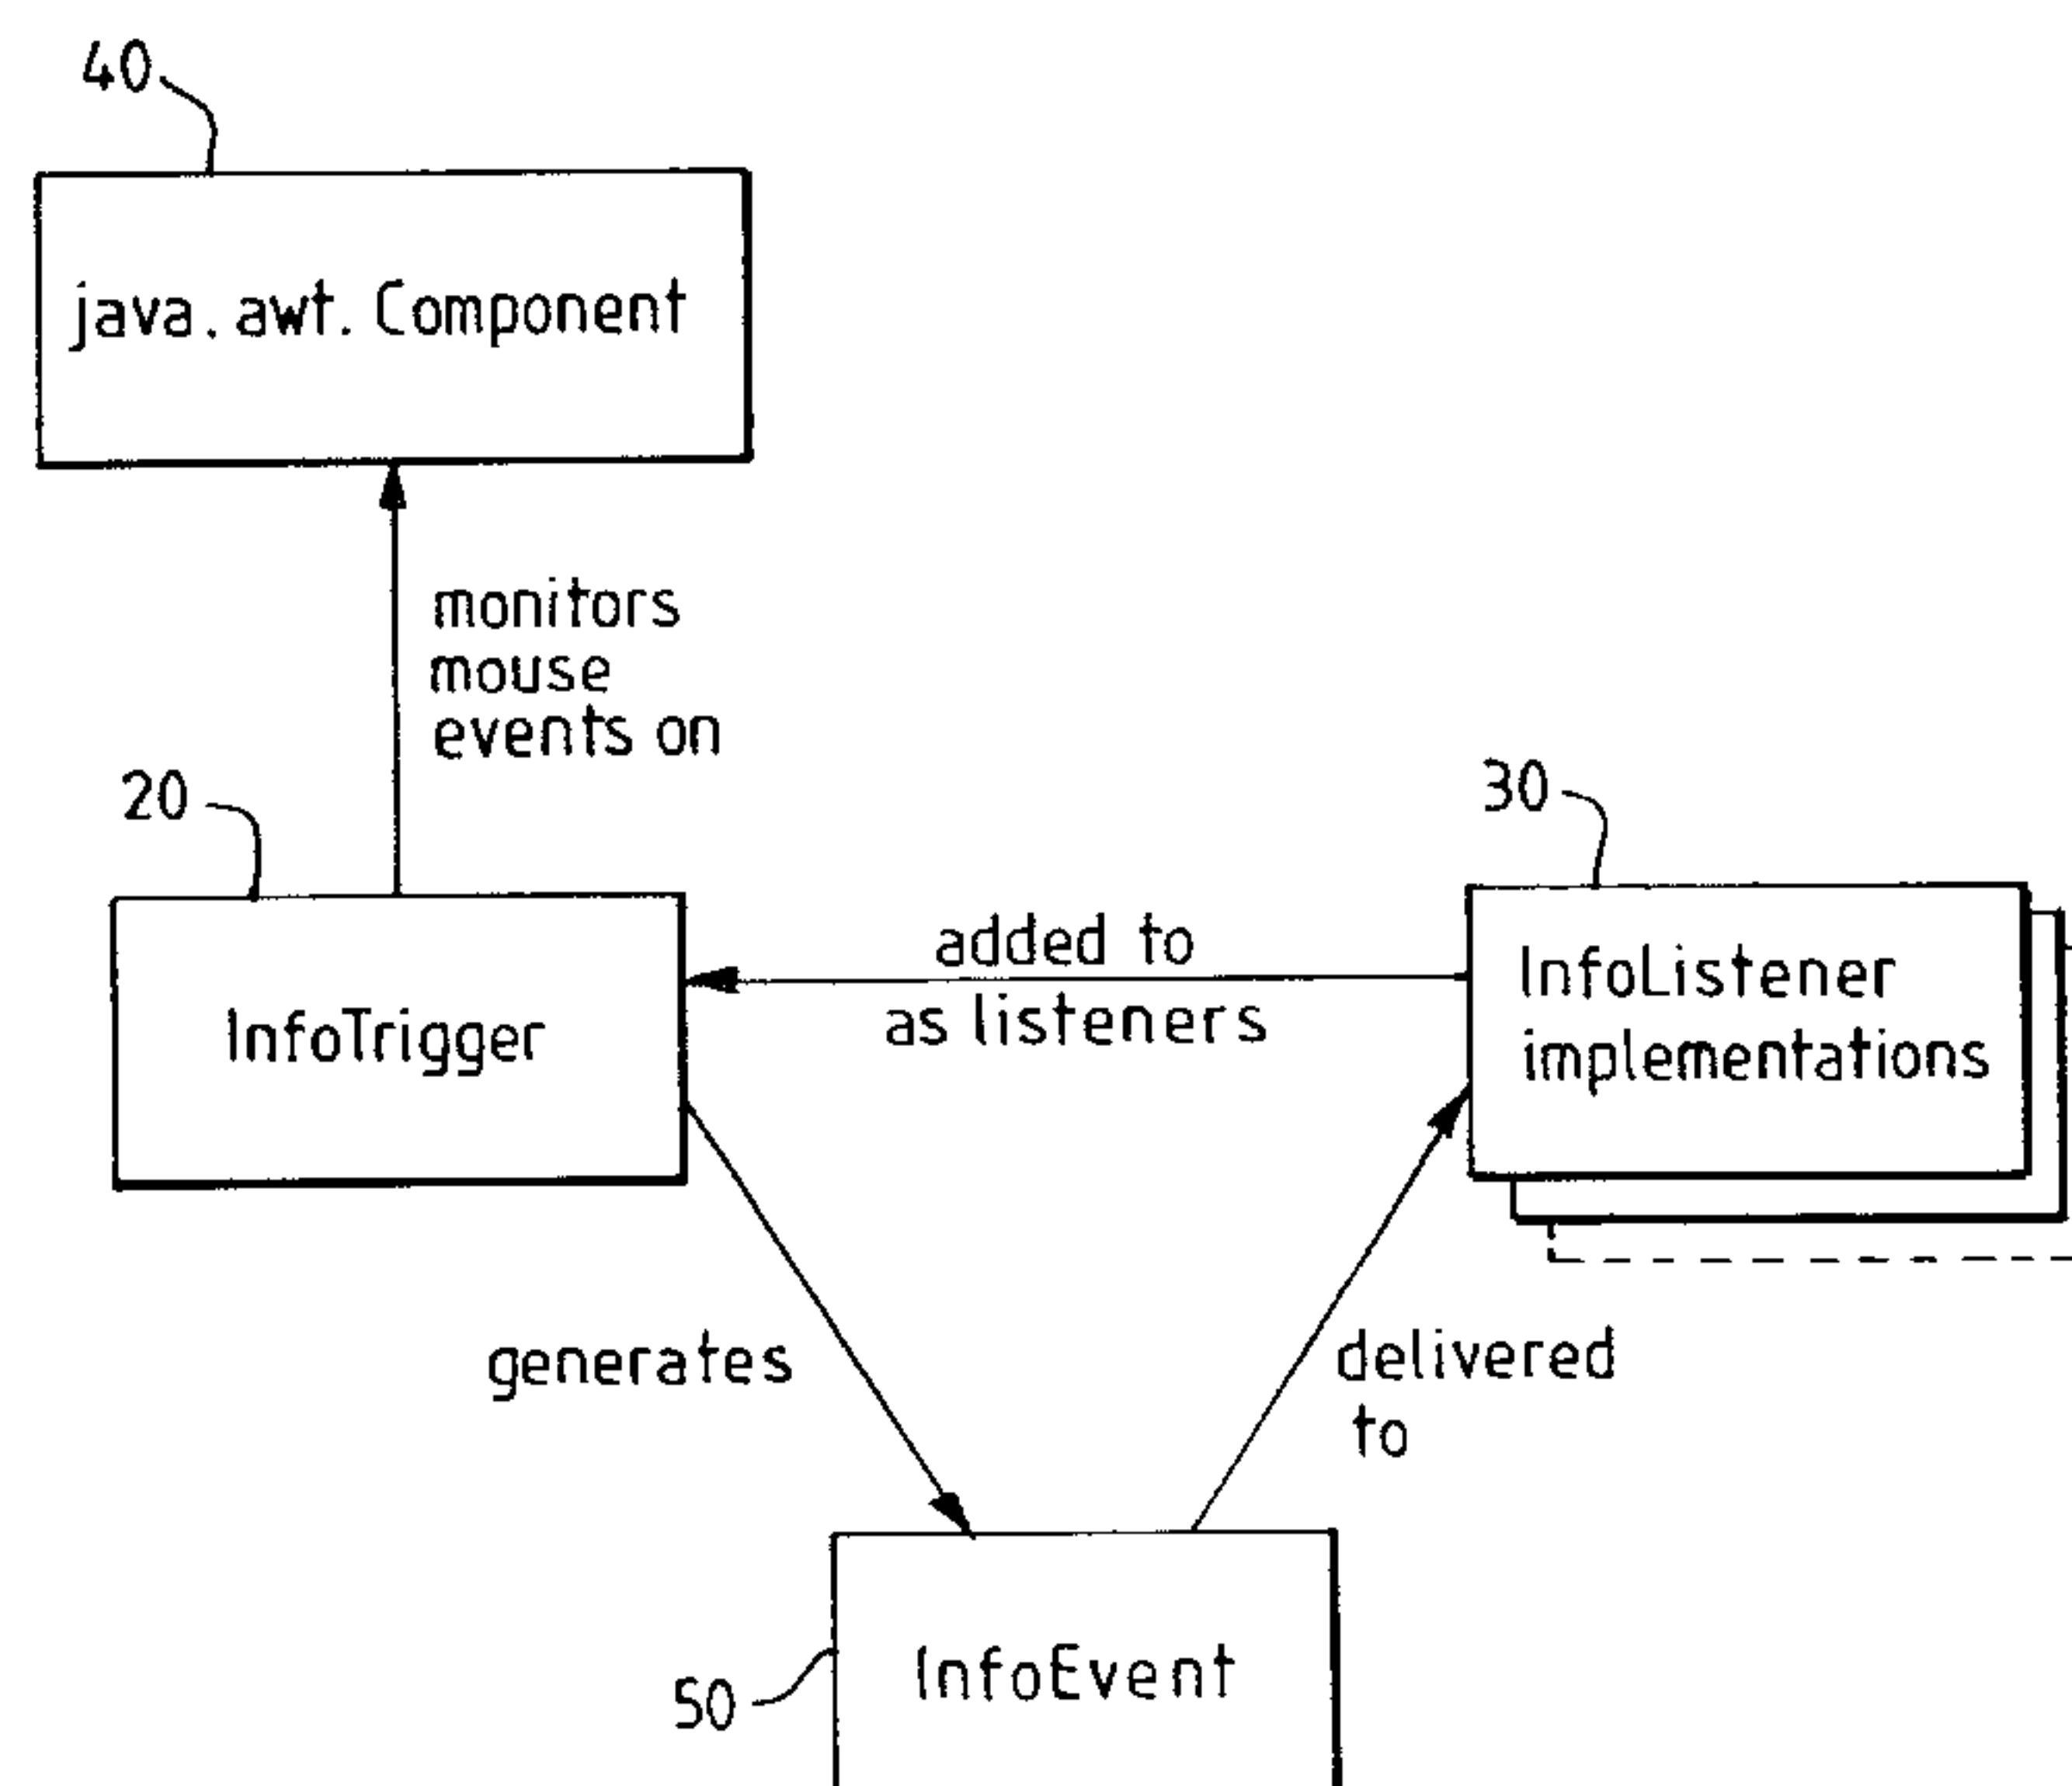 40
java.awt.Component
monitors
mouse
events on
20
30
InfoTrigger
added to
as listeners
InfoListener
implementations
generates
delivered
to
InfoEvent
50